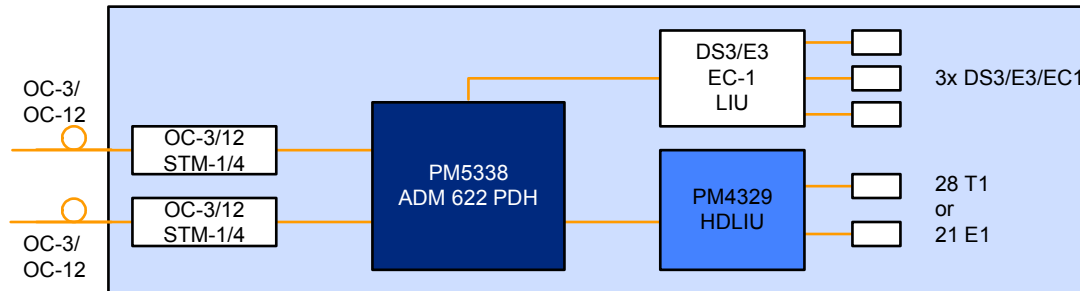 OC-3/
OC-12
OC-3/12
STM-1/4
OC-3/12
STM-1/4
OC-3/
OC-12
PM5338
ADM 622 PDH
DS3/E3
EC-1
LIU
3x DS3/E3/EC1
PM4329
HDLIU
28 T1
or
21 E1